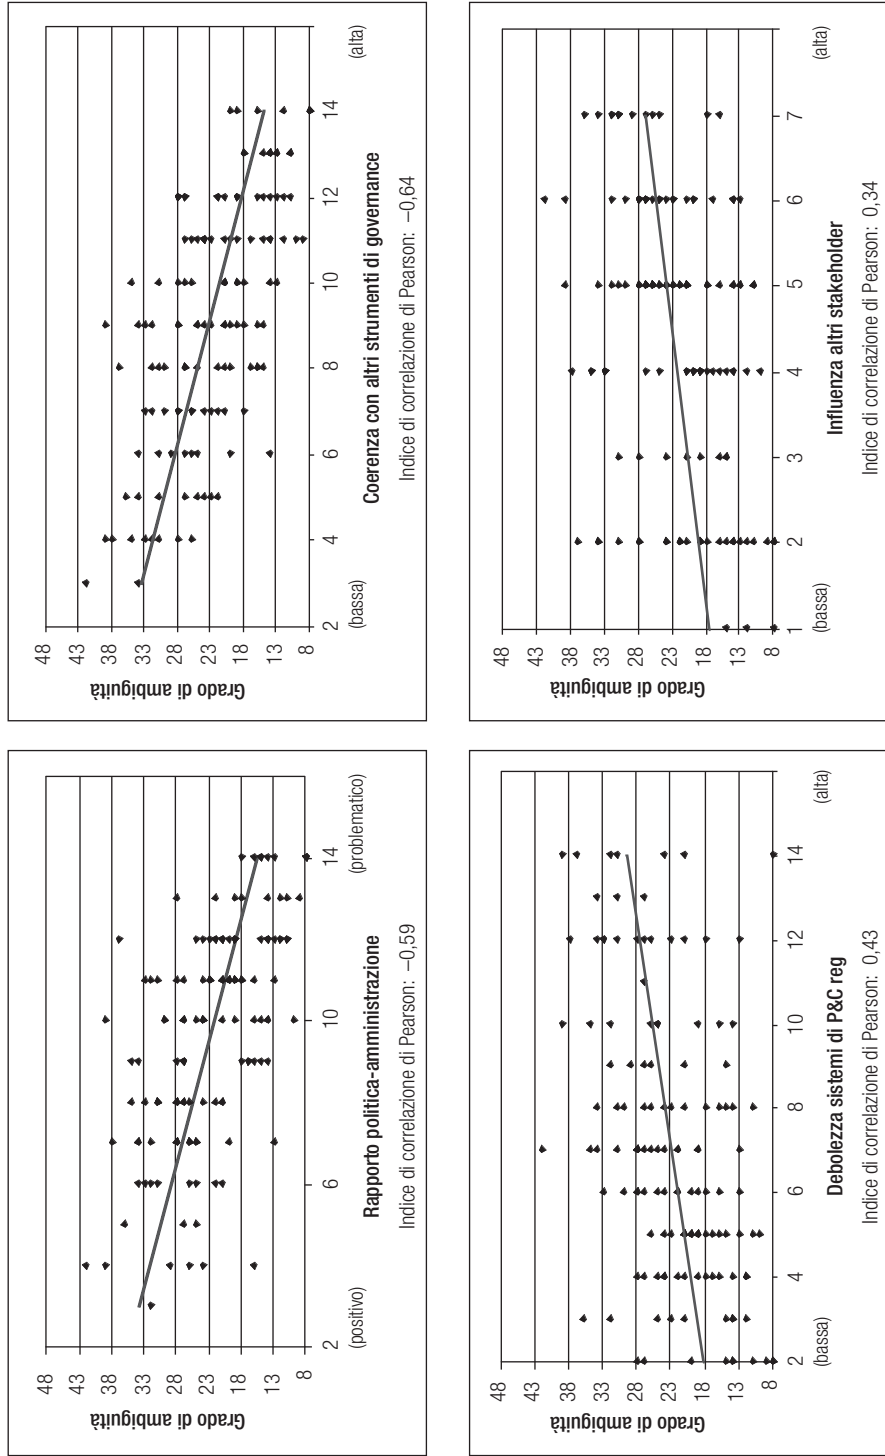 Grado di ambiguità
48
43
38
33
28
23
18
13
8
2 6 10 14
(positivo) (problematico)
Rapporto politica-amministrazione
Indice di correlazione di Pearson: –0,59
Grado di ambiguità
48
43
38
33
28
23
18
13
8
2 4 6 8 10 12 14
(bassa) (alta)
Coerenza con altri strumenti di governance
Indice di correlazione di Pearson: –0,64
Grado di ambiguità
48
43
38
33
28
23
18
13
8
2 4 6 8 10 12 14
(bassa) (alta)
Debolezza sistemi di P&C reg
Indice di correlazione di Pearson: 0,43
Grado di ambiguità
48
43
38
33
28
23
18
13
8
1 2 3 4 5 6 7
(bassa) (alta)
Influenza altri stakeholder
Indice di correlazione di Pearson: 0,34